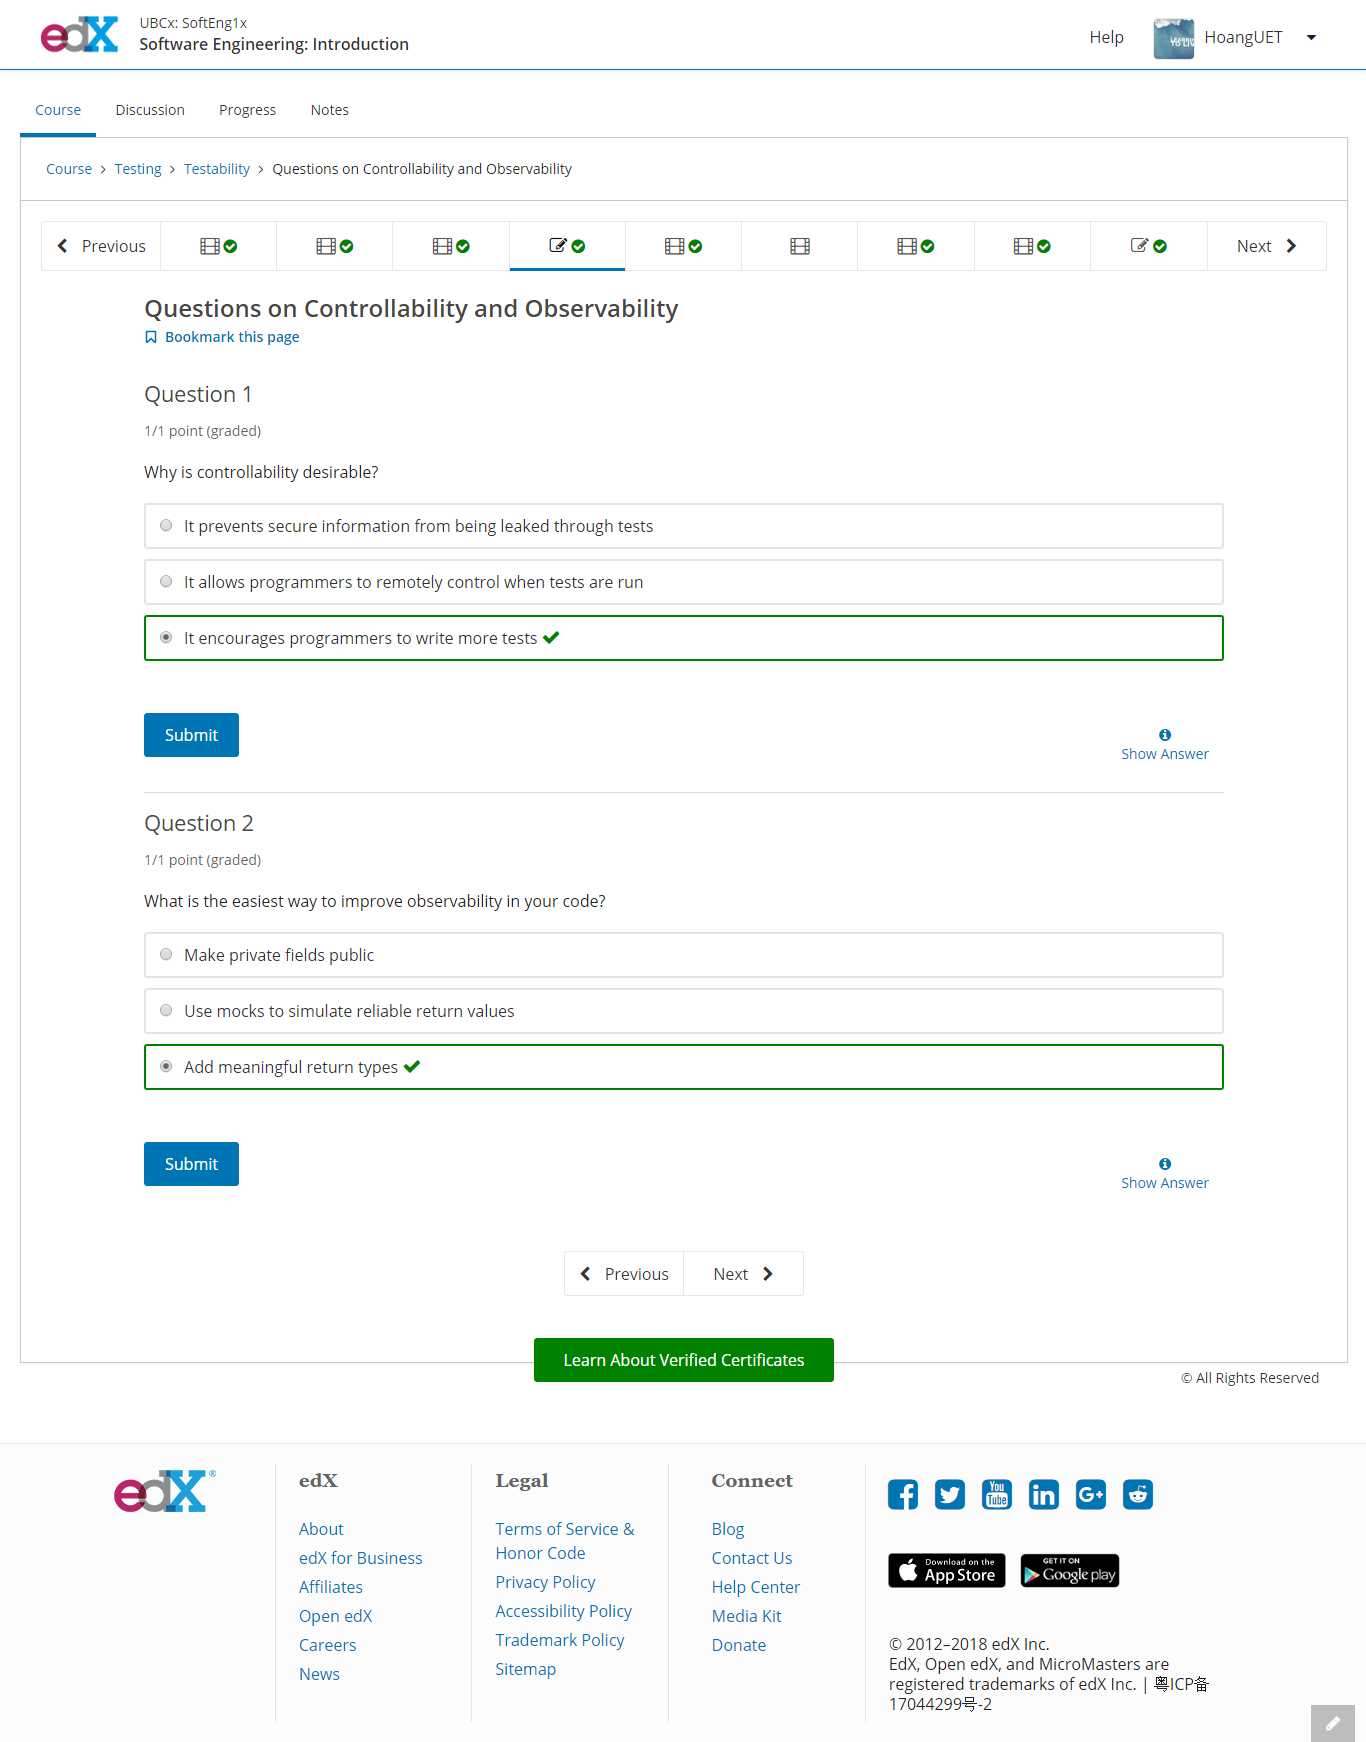 edX
UBCx: SoftEng1x
Software Engineering: Introduction
Help
HoangUET
Course
Discussion
Progress
Notes
Course > Testing > Testability > Questions on Controllability and Observability
Previous
Next
Questions on Controllability and Observability
Bookmark this page
Question 1
1/1 point (graded)
Why is controllability desirable?
It prevents secure information from being leaked through tests
It allows programmers to remotely control when tests are run
It encourages programmers to write more tests
Submit
Show Answer
Question 2
1/1 point (graded)
What is the easiest way to improve observability in your code?
Make private fields public
Use mocks to simulate reliable return values
Add meaningful return types
Submit
Show Answer
Previous
Next
Learn About Verified Certificates
© All Rights Reserved
edX®
edX
About
edX for Business
Affiliates
Open edX
Careers
News
Legal
Terms of Service &
Honor Code
Privacy Policy
Accessibility Policy
Trademark Policy
Sitemap
Connect
Blog
Contact Us
Help Center
Media Kit
Donate
You
Tube
in
G+
Download on the
App Store
GET IT ON
Google play
© 2012–2018 edX Inc.
EdX, Open edX, and MicroMasters are
registered trademarks of edX Inc. | 粤ICP备
17044299号-2